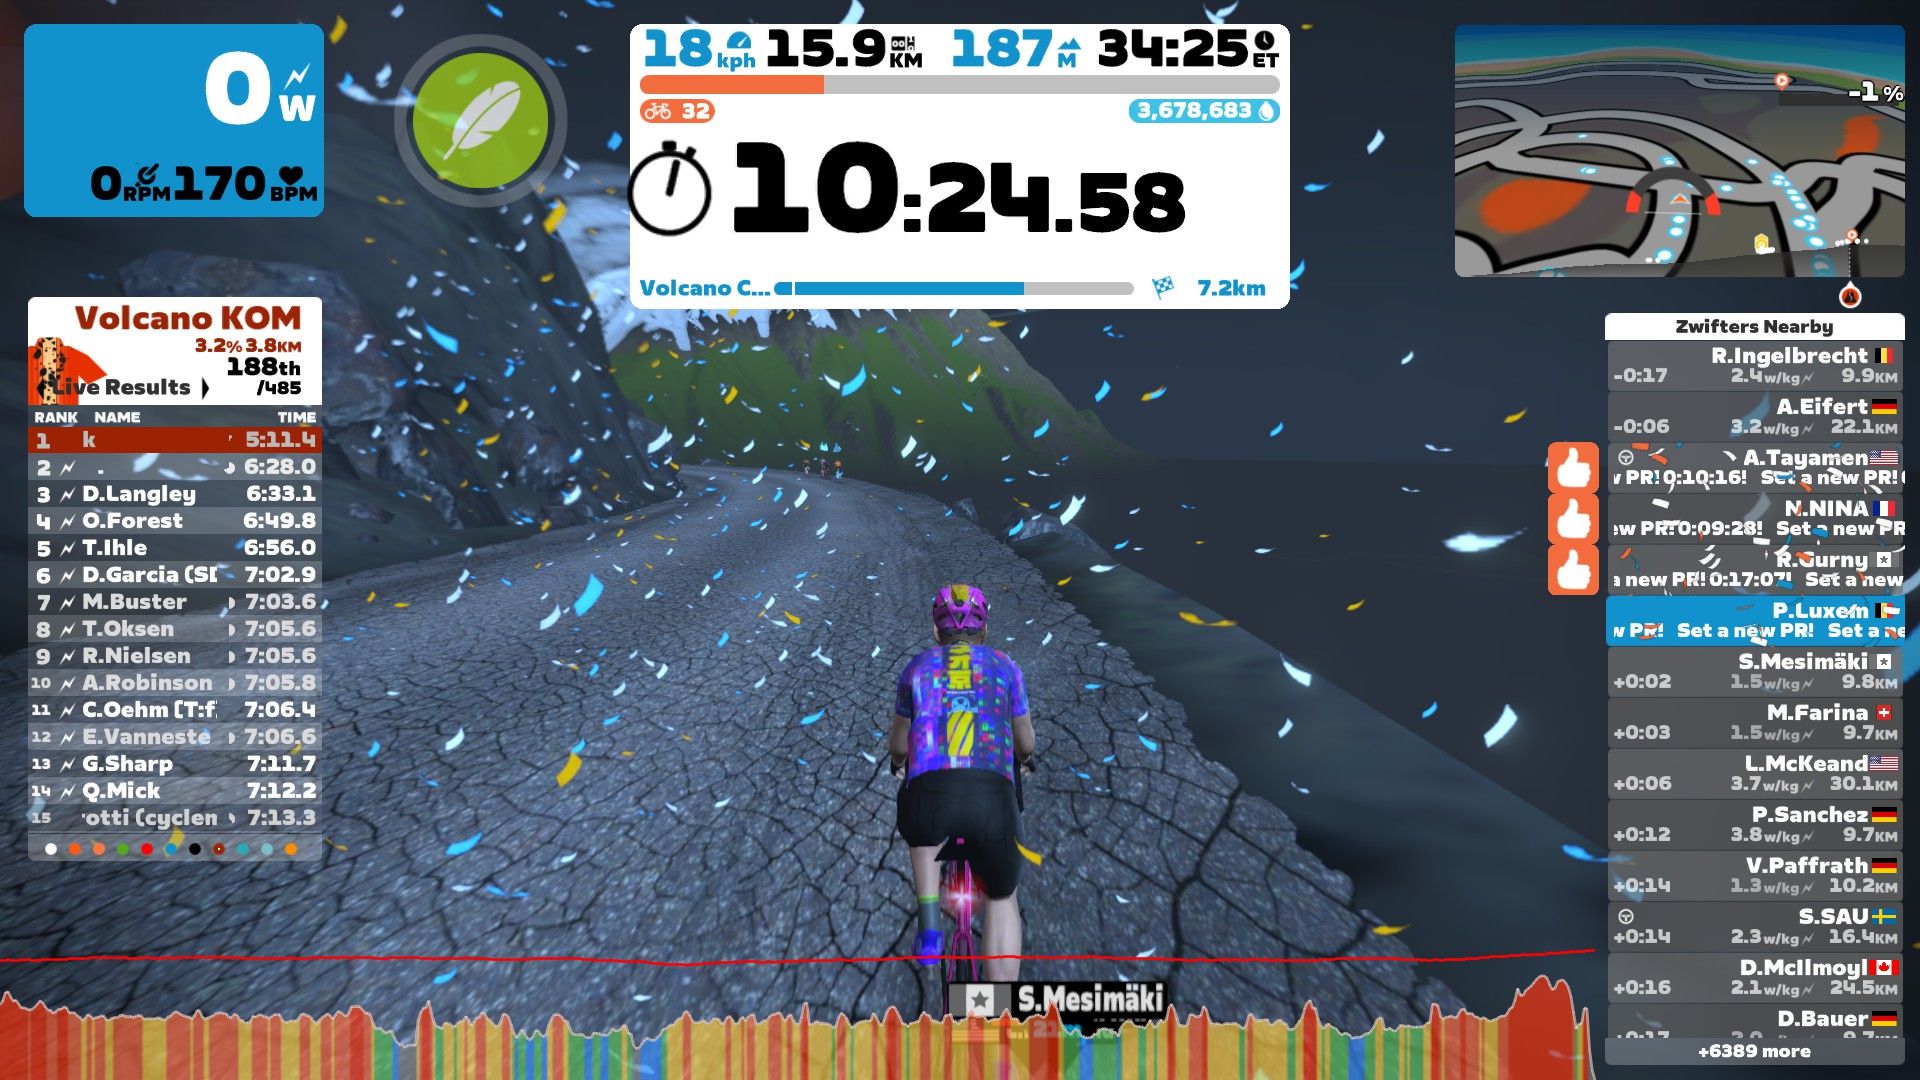 0 W
0 RPM 170 BPM
18 kph 15.9 KM 187 M 34:25 ET
32 3,678,683
10:24.58
Volcano C... 7.2km
-1%
Volcano KOM
3.2% 3.8KM
188th
/485
Live Results
RANK NAME TIME
1 k 5:11.4
2 . 6:28.0
3 D.Langley 6:33.1
4 O.Forest 6:49.8
5 T.Ihle 6:56.0
6 D.Garcia (SI 7:02.9
7 M.Buster 7:03.6
8 T.Oksen 7:05.6
9 R.Nielsen 7:05.6
10 A.Robinson 7:05.8
11 C.Oehm [T:f 7:06.4
12 E.Vanneste 7:06.6
13 G.Sharp 7:11.7
14 Q.Mick 7:12.2
15 otti (cyclen 7:13.3
Zwifters Nearby
R.Ingelbrecht
-0:17 2.4w/kg 9.9KM
A.Eifert
-0:06 3.2w/kg 22.1KM
A.Tayamen
PR! 0:10:16! Set a new PR!
N.NINA
ew PR! 0:09:28! Set a new PR
R.Gurny
a new PR! 0:17:07! Set a new
P.Luxem
PR! Set a new PR! Set a ne
S.Mesimäki
+0:02 1.5w/kg 9.8KM
M.Farina
+0:03 1.5w/kg 9.7KM
L.McKeand
+0:06 3.7w/kg 30.1KM
P.Sanchez
+0:12 3.8w/kg 9.7KM
V.Paffrath
+0:14 1.3w/kg 10.2KM
S.SAU
+0:14 2.3w/kg 16.4KM
D.McIlmoyl
+0:16 2.1w/kg 24.5KM
D.Bauer
+0:17 2.0w/kg 9.7KM
+6389 more
S.Mesimäki